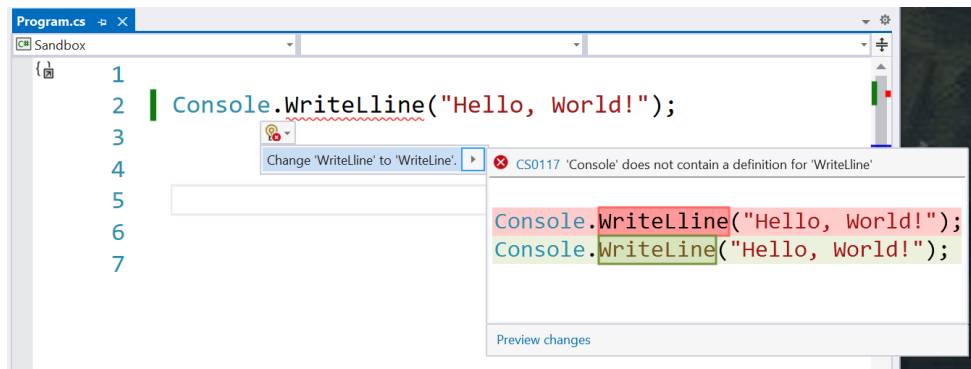 Program.cs
C# Sandbox
1
2 Console.WriteLline("Hello, World!");
3
Change 'WriteLline' to 'WriteLine'.
CS0117 'Console' does not contain a definition for 'WriteLline'
4
5
Console.WriteLline("Hello, World!");
6
Console.WriteLine("Hello, World!");
7
Preview changes